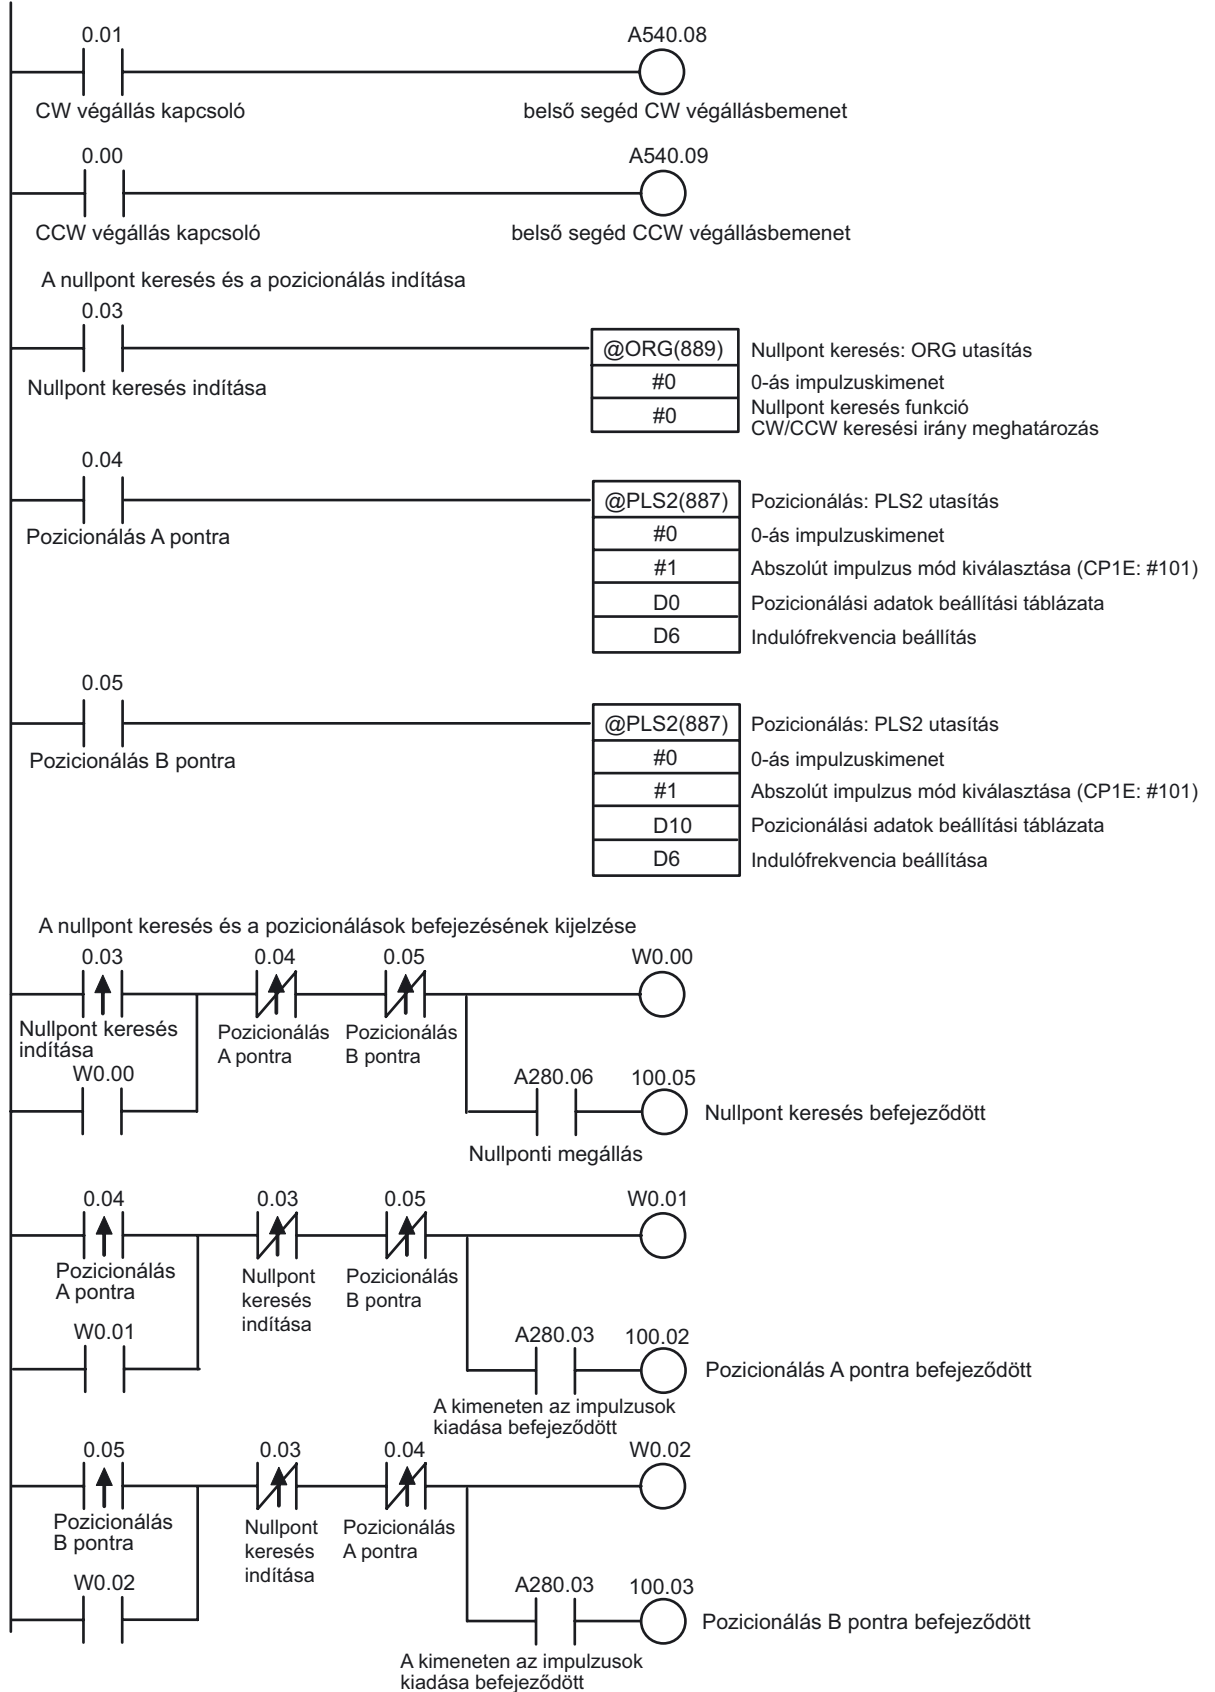 0.01
A540.08
CW végállás kapcsoló
belső segéd CW végállásbemenet
0.00
A540.09
CCW végállás kapcsoló
belső segéd CCW végállásbemenet
A nullpont keresés és a pozicionálás indítása
0.03
@ORG(889)
Nullpont keresés: ORG utasítás
Nullpont keresés indítása
#0
0-ás impulzuskimenet
#0
Nullpont keresés funkció
CW/CCW keresési irány meghatározás
0.04
@PLS2(887)
Pozicionálás: PLS2 utasítás
Pozicionálás A pontra
#0
0-ás impulzuskimenet
#1
Abszolút impulzus mód kiválasztása (CP1E: #101)
D0
Pozicionálási adatok beállítási táblázata
D6
Indulófrekvencia beállítás
0.05
@PLS2(887)
Pozicionálás: PLS2 utasítás
Pozicionálás B pontra
#0
0-ás impulzuskimenet
#1
Abszolút impulzus mód kiválasztása (CP1E: #101)
D10
Pozicionálási adatok beállítási táblázata
D6
Indulófrekvencia beállítása
A nullpont keresés és a pozicionálások befejezésének kijelzése
0.03
0.04
0.05
W0.00
Nullpont keresés
indítása
Pozicionálás
A pontra
Pozicionálás
B pontra
W0.00
A280.06
100.05
Nullpont keresés befejeződött
Nullponti megállás
0.04
0.03
0.05
W0.01
Pozicionálás
A pontra
Nullpont
keresés
indítása
Pozicionálás
B pontra
W0.01
A280.03
100.02
Pozicionálás A pontra befejeződött
A kimeneten az impulzusok
kiadása befejeződött
0.05
0.03
0.04
W0.02
Pozicionálás
B pontra
Nullpont
keresés
indítása
Pozicionálás
A pontra
W0.02
A280.03
100.03
Pozicionálás B pontra befejeződött
A kimeneten az impulzusok
kiadása befejeződött